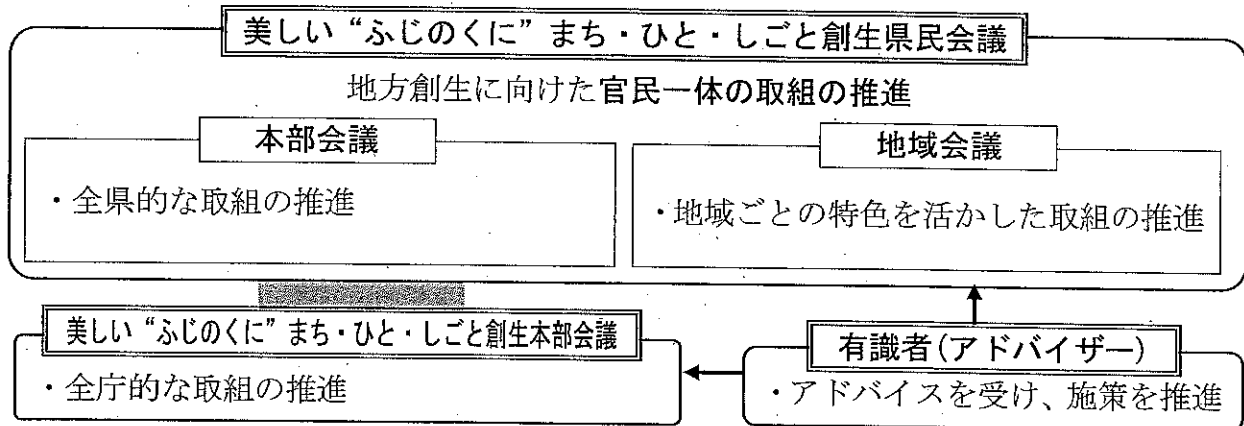 美しい“ふじのくに”まち・ひと・しごと創生県民会議
地方創生に向けた官民一体の取組の推進
本部会議
・全県的な取組の推進
地域会議
・地域ごとの特色を活かした取組の推進
美しい“ふじのくに”まち・ひと・しごと創生本部会議
・全庁的な取組の推進
有識者(アドバイザー)
・アドバイスを受け、施策を推進